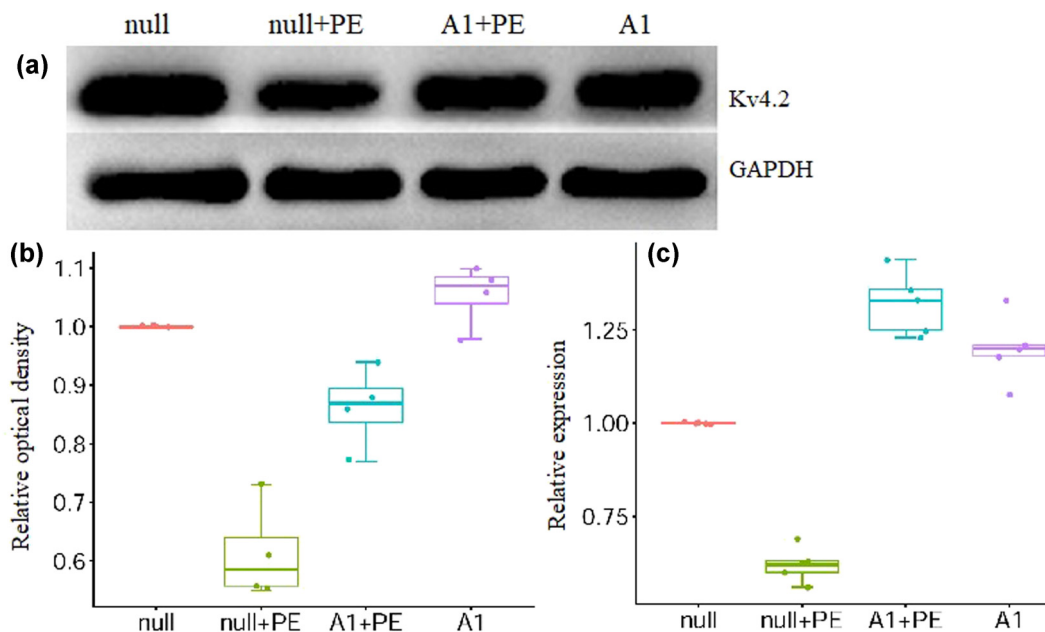 null null+PE A1+PE A1
(a)
Kv4.2
GAPDH
(b)
Relative optical density
1.1
1.0
0.9
0.8
0.7
0.6
null null+PE A1+PE A1
(c)
Relative expression
1.25
1.00
0.75
null null+PE A1+PE A1